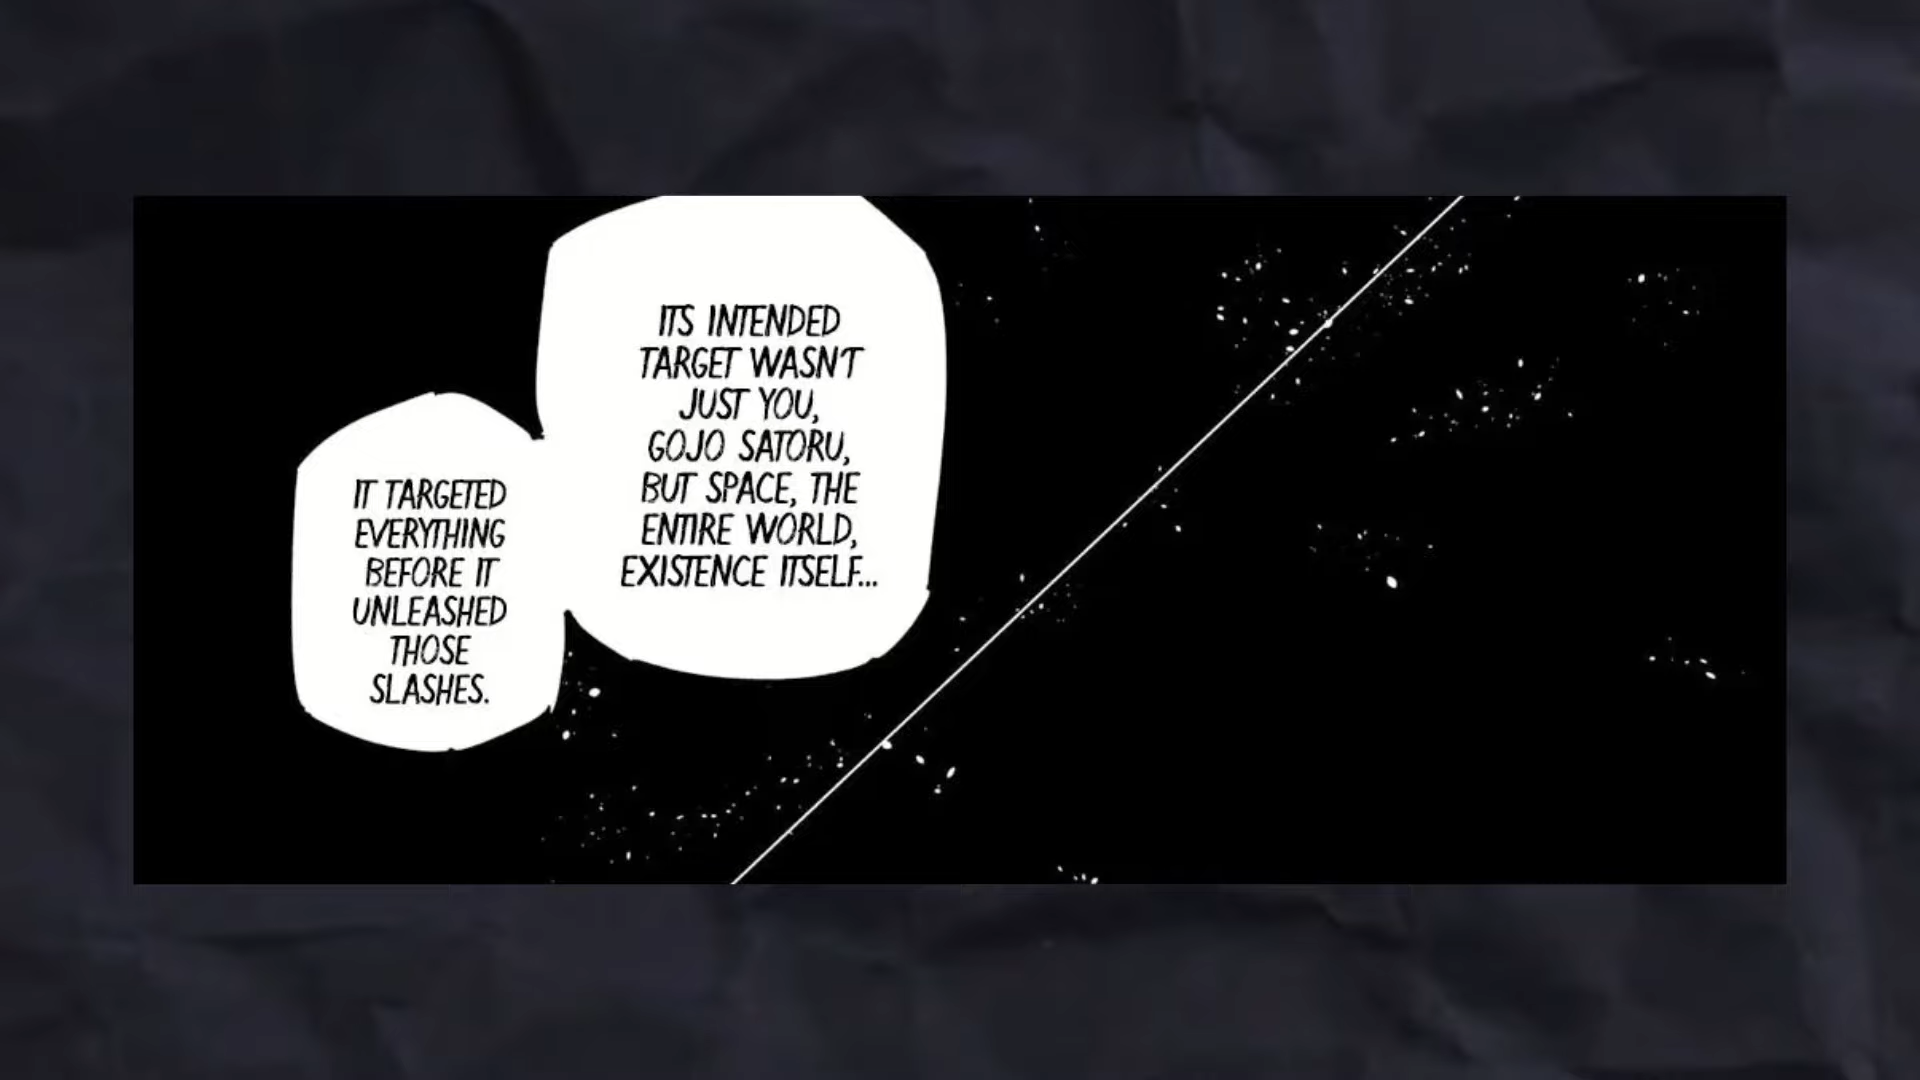 ITS INTENDED
TARGET WASN'T
JUST YOU,
GOJO SATORU,
BUT SPACE, THE
ENTIRE WORLD,
EXISTENCE ITSELF...
IT TARGETED
EVERYTHING
BEFORE IT
UNLEASHED
THOSE
SLASHES.